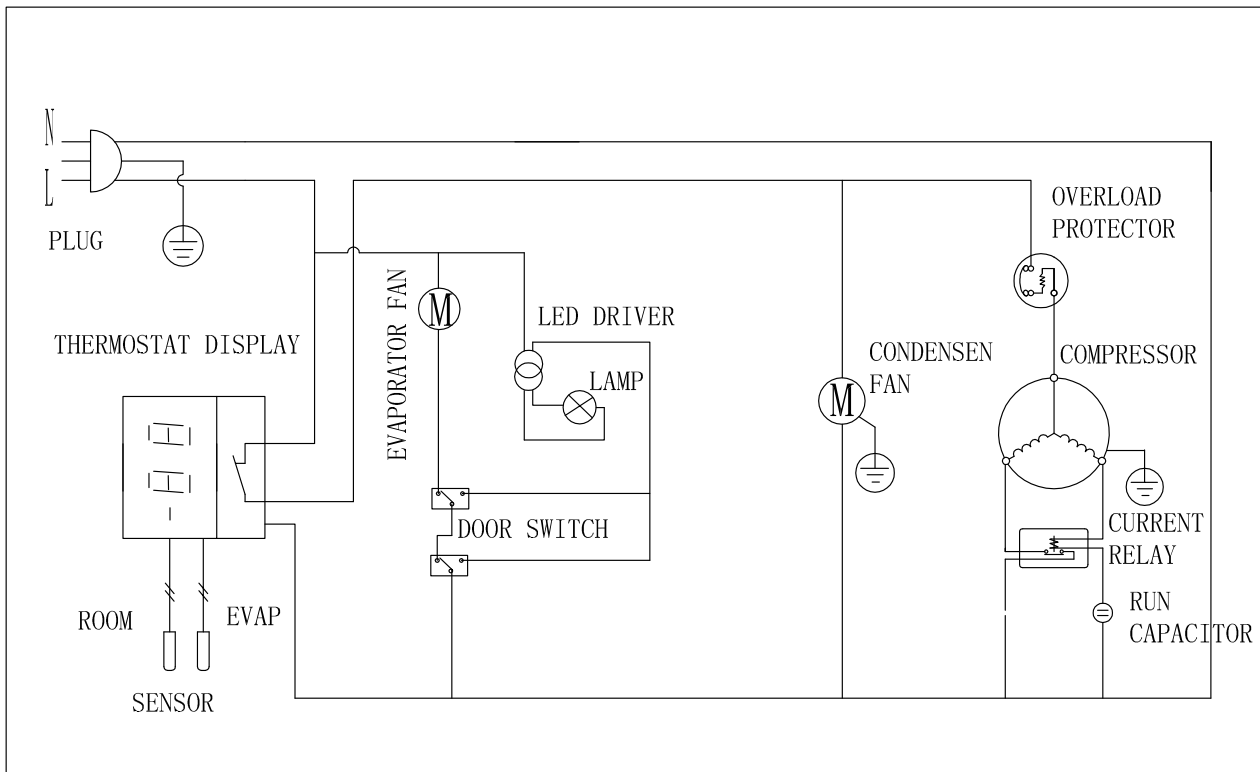 N
L
PLUG
OVERLOAD
PROTECTOR
THERMOSTAT DISPLAY
EVAPORATOR FAN
M
LED DRIVER
LAMP
CONDENSEN
FAN
M
COMPRESSOR
DOOR SWITCH
CURRENT
RELAY
ROOM
EVAP
RUN
CAPACITOR
SENSOR